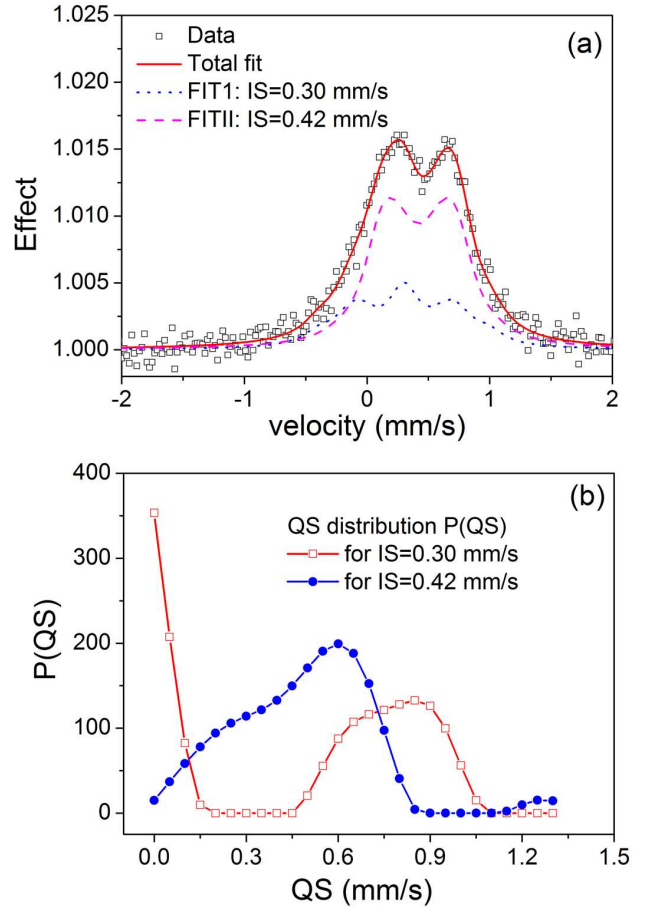 1.025
1.020
1.015
1.010
1.005
1.000
Effect
(a)
Data
Total fit
FIT1: IS=0.30 mm/s
FITII: IS=0.42 mm/s
-2 -1 0 1 2
velocity (mm/s)
400
300
200
100
0
P(QS)
(b)
QS distribution P(QS)
for IS=0.30 mm/s
for IS=0.42 mm/s
0.0 0.3 0.6 0.9 1.2 1.5
QS (mm/s)